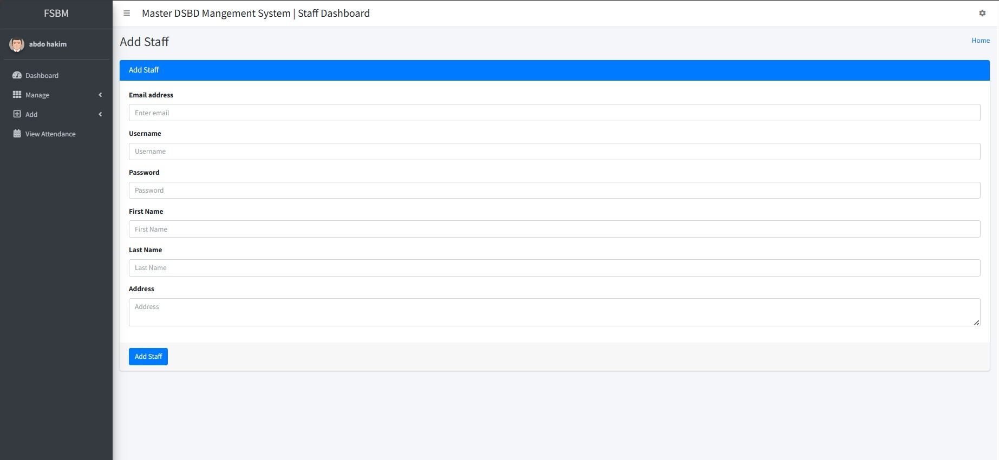 FSBM
Master DSBD Mangement System | Staff Dashboard
abdo hakim
Dashboard
Manage
Add
View Attendance
Add Staff
Home
Add Staff
Email address
Enter email
Username
Username
Password
Password
First Name
First Name
Last Name
Last Name
Address
Address
Add Staff